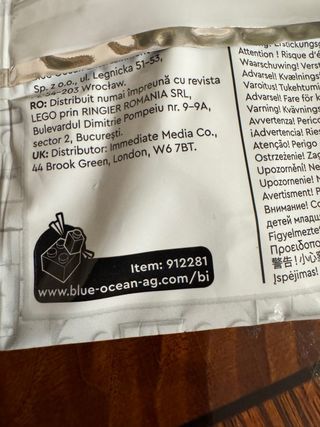 Sp. z o.o., ul. Legnicka 51-53,
54-203 Wrocław.
RO: Distribuit numai împreună cu revista
LEGO prin RINGIER ROMANIA SRL,
Bulevardul Dimitrie Pompeiu nr. 9-9A,
sector 2, București.
UK: Distributor: Immediate Media Co.,
44 Brook Green, London, W6 7BT.
Item: 912281
www.blue-ocean-ag.com/bi
Attention ! Risque d'é
Waarschuwing! Verst
Advarsel! Kvælnings
Varoitus! Tukehtumi
Advarsel! Fare for k
Varning! Kvävning
Avvertenza! Perico
¡Advertencia! Ries
Atenção! Perigo
Ostrzeżenie! Zag
Upozornění! Ne
Upozornenie! N
Avertisment! P
Внимание! Со
детей младш
Figyelmezte
Προειδοπο
警告！小心
Įspėjimas!